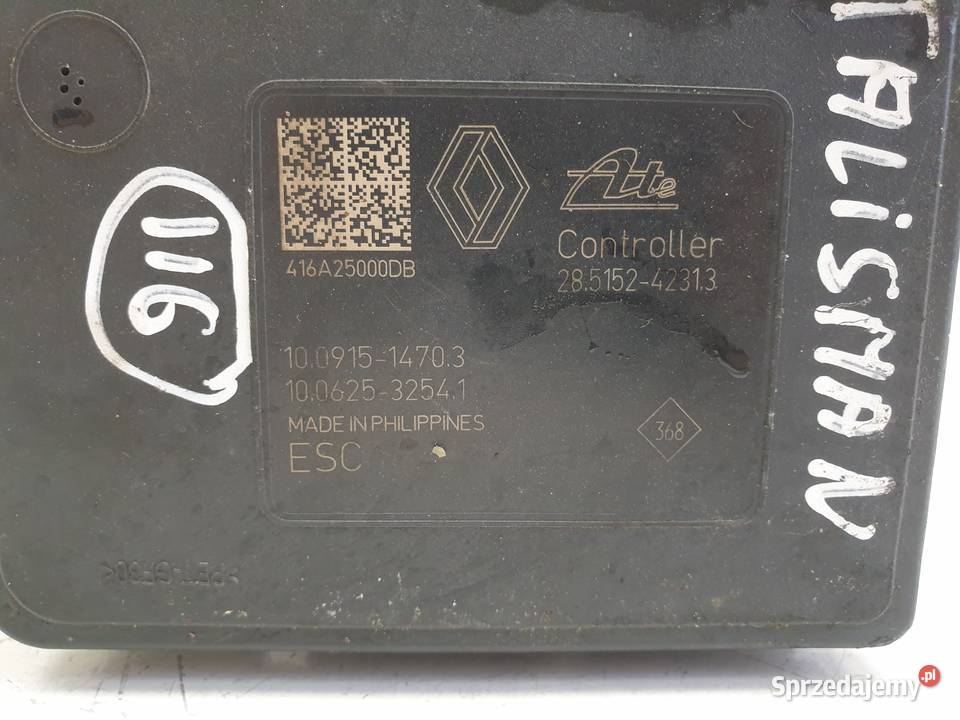 Ate
Controller
28.5152-4231.3
416A25000DB
10.0915-1470.3
10.0625-3254.1
MADE IN PHILIPPINES
ESC
368
911
TALiSMAN
Sprzedajemy.pl